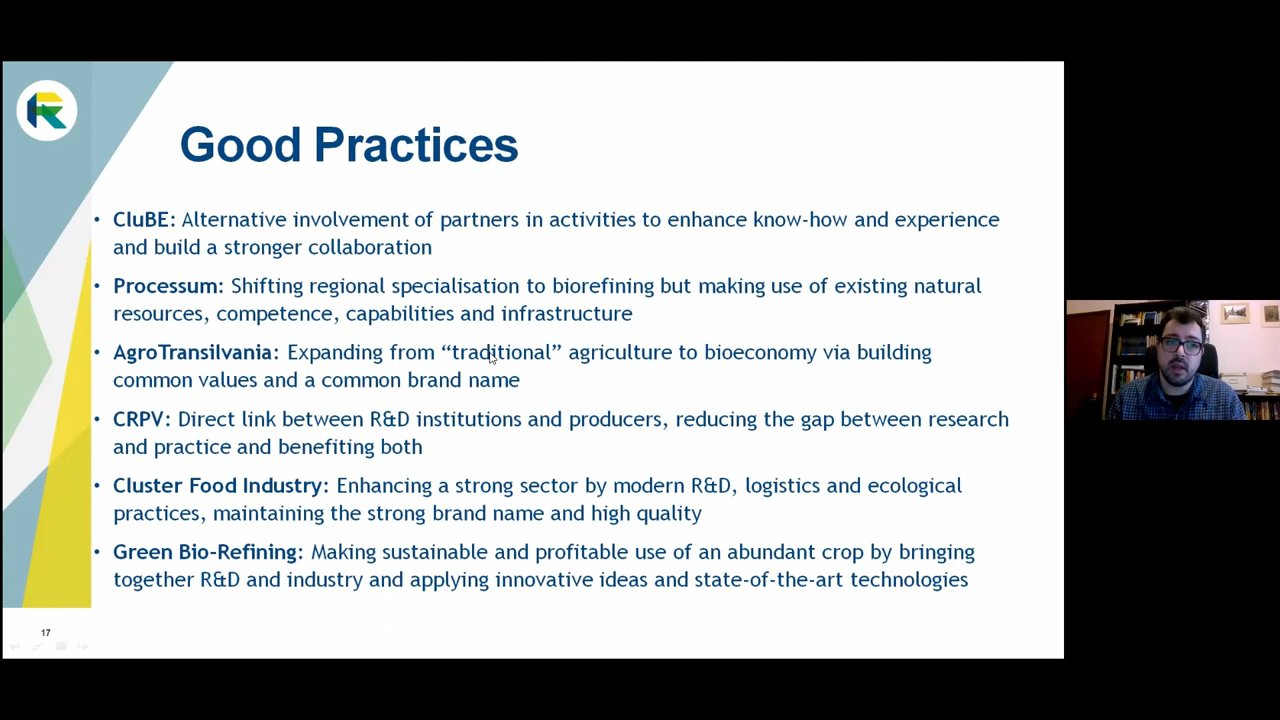 Good Practices
• CluBE: Alternative involvement of partners in activities to enhance know-how and experience
and build a stronger collaboration
• Processum: Shifting regional specialisation to biorefining but making use of existing natural
resources, competence, capabilities and infrastructure
• AgroTransilvania: Expanding from “traditional” agriculture to bioeconomy via building
common values and a common brand name
• CRPV: Direct link between R&D institutions and producers, reducing the gap between research
and practice and benefiting both
• Cluster Food Industry: Enhancing a strong sector by modern R&D, logistics and ecological
practices, maintaining the strong brand name and high quality
• Green Bio-Refining: Making sustainable and profitable use of an abundant crop by bringing
together R&D and industry and applying innovative ideas and state-of-the-art technologies
17